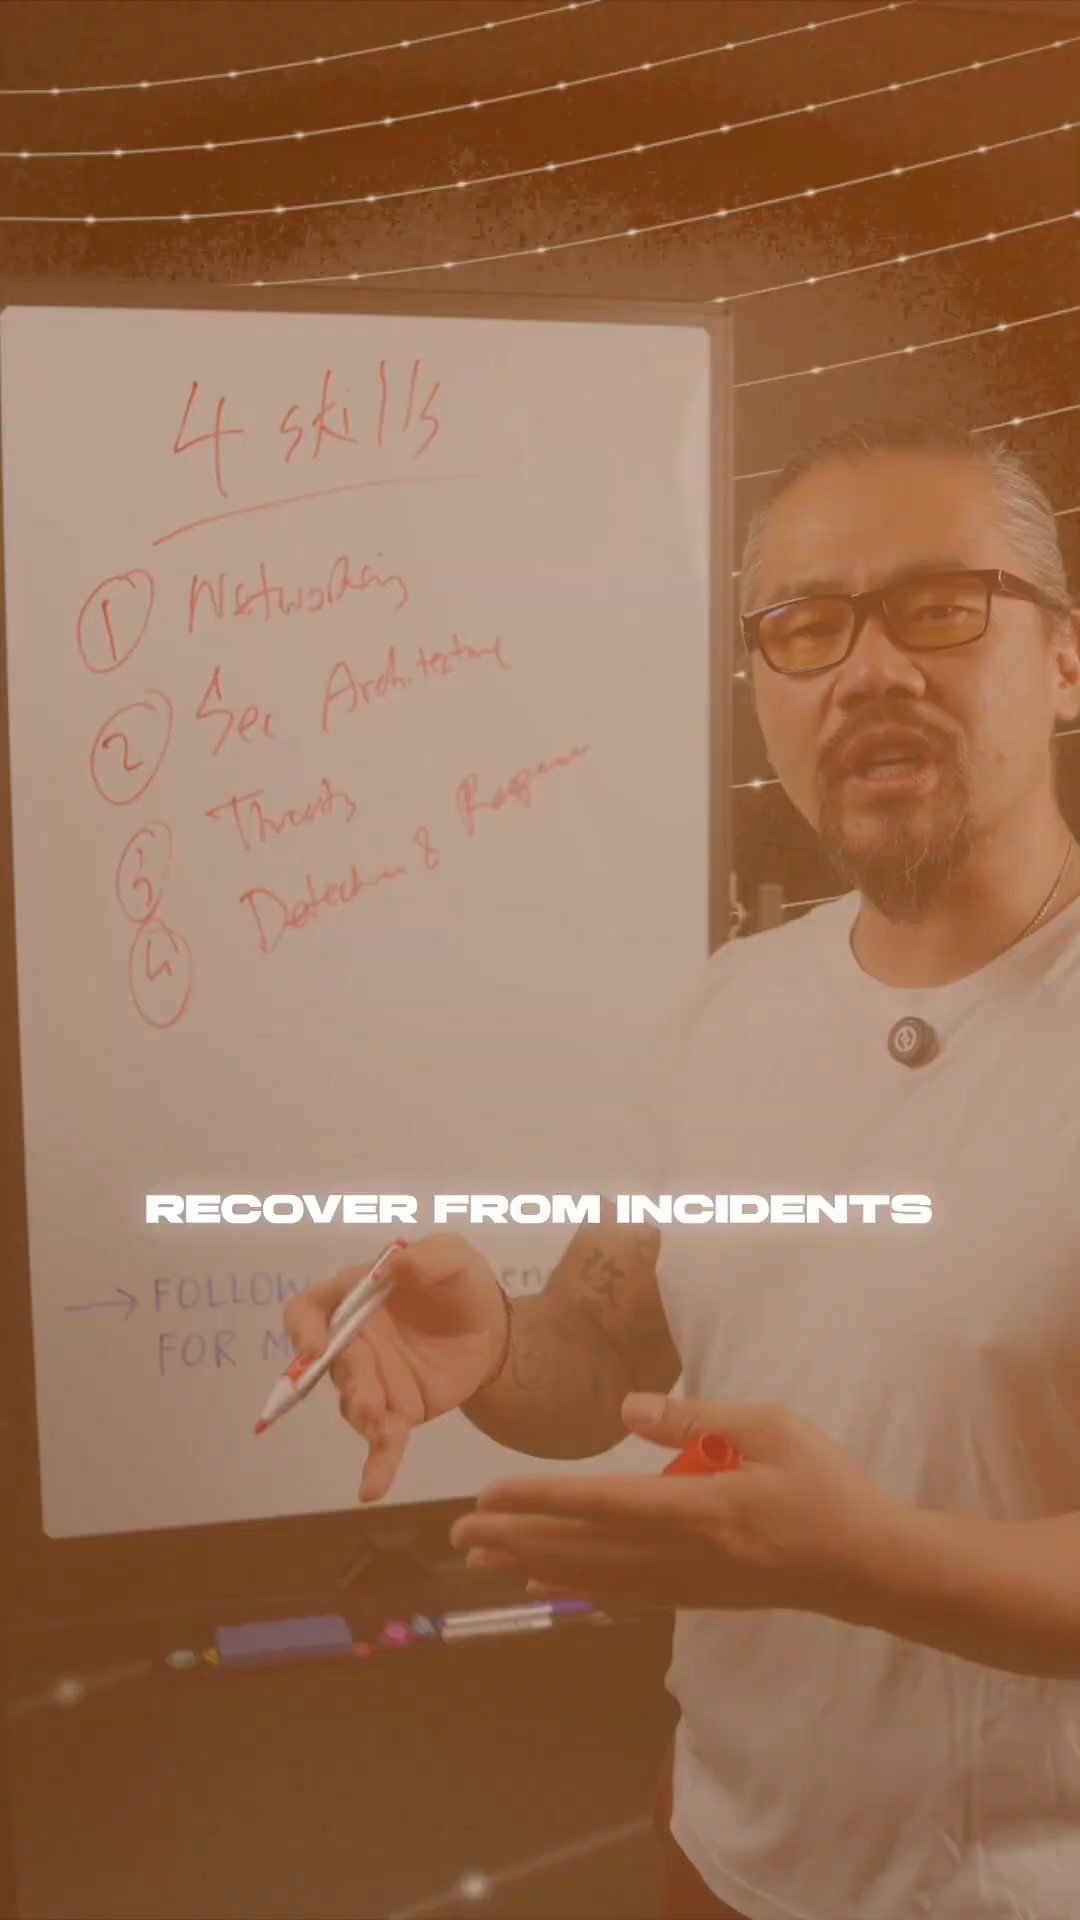 4 skills
1 Networking
2 Sec Architecture
3 Threats
4 Detection & Response
RECOVER FROM INCIDENTS
→ FOLLOW
FOR M